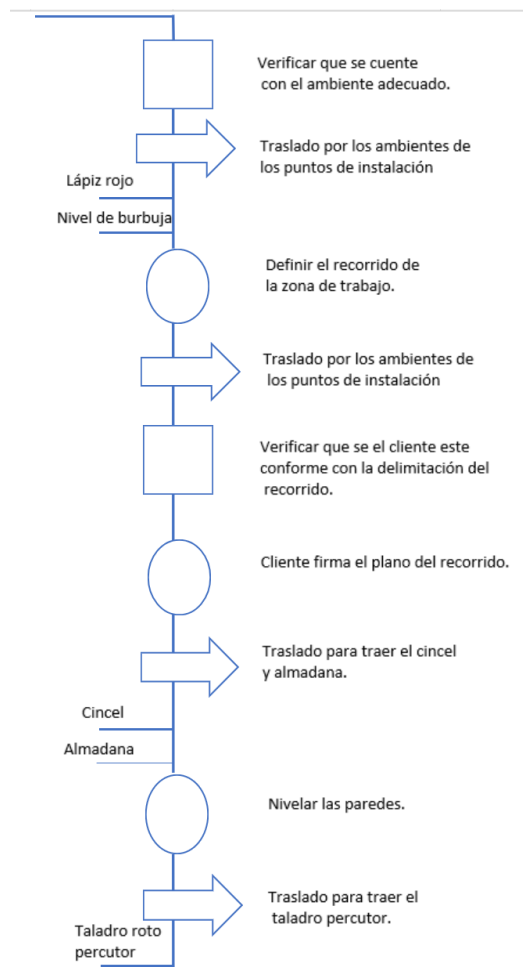 Verificar que se cuente
con el ambiente adecuado.
Traslado por los ambientes de
los puntos de instalación
Lápiz rojo
Nivel de burbuja
Definir el recorrido de
la zona de trabajo.
Traslado por los ambientes de
los puntos de instalación
Verificar que se el cliente este
conforme con la delimitación del
recorrido.
Cliente firma el plano del recorrido.
Traslado para traer el cincel
y almadana.
Cincel
Almadana
Nivelar las paredes.
Traslado para traer el
taladro percutor.
Taladro roto
percutor